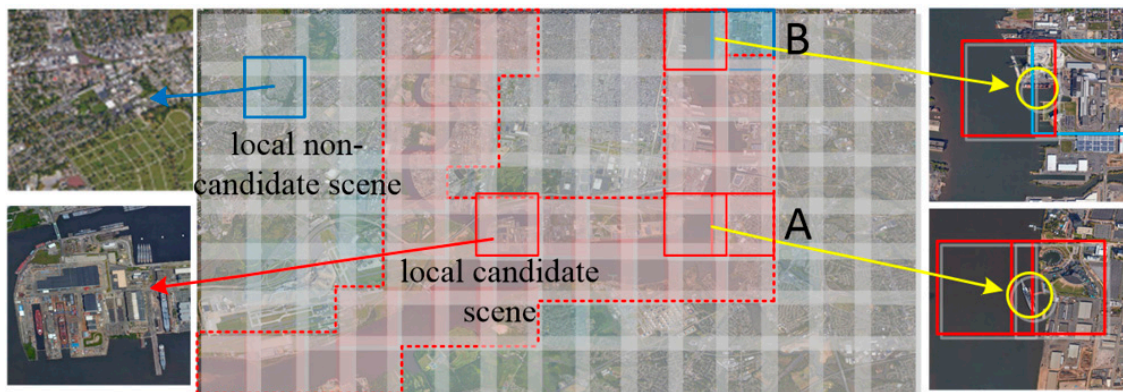 B
local non-
candidate scene
A
local candidate
scene